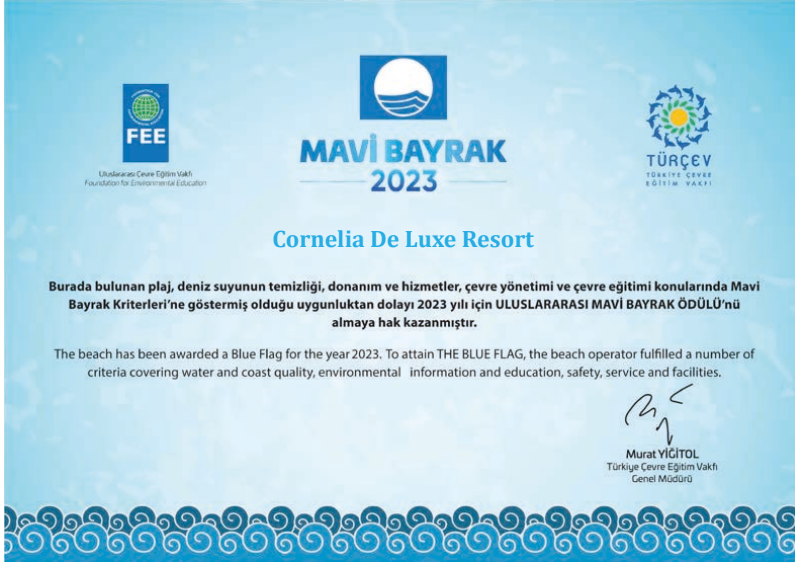 FEE
Uluslararası Çevre Eğitim Vakfı
Foundation for Environmental Education
MAVİ BAYRAK
2023
TÜRÇEV
TÜRKİYE ÇEVRE
EĞİTİM VAKFI
Cornelia De Luxe Resort
Burada bulunan plaj, deniz suyunun temizliği, donanım ve hizmetler, çevre yönetimi ve çevre eğitimi konularında Mavi
Bayrak Kriterleri’ne göstermiş olduğu uygunluktan dolayı 2023 yılı için ULUSLARARASI MAVİ BAYRAK ÖDÜLÜ’nü
almaya hak kazanmıştır.
The beach has been awarded a Blue Flag for the year 2023. To attain THE BLUE FLAG, the beach operator fulfilled a number of
criteria covering water and coast quality, environmental information and education, safety, service and facilities.
Murat YİĞİTOL
Türkiye Çevre Eğitim Vakfı
Genel Müdürü